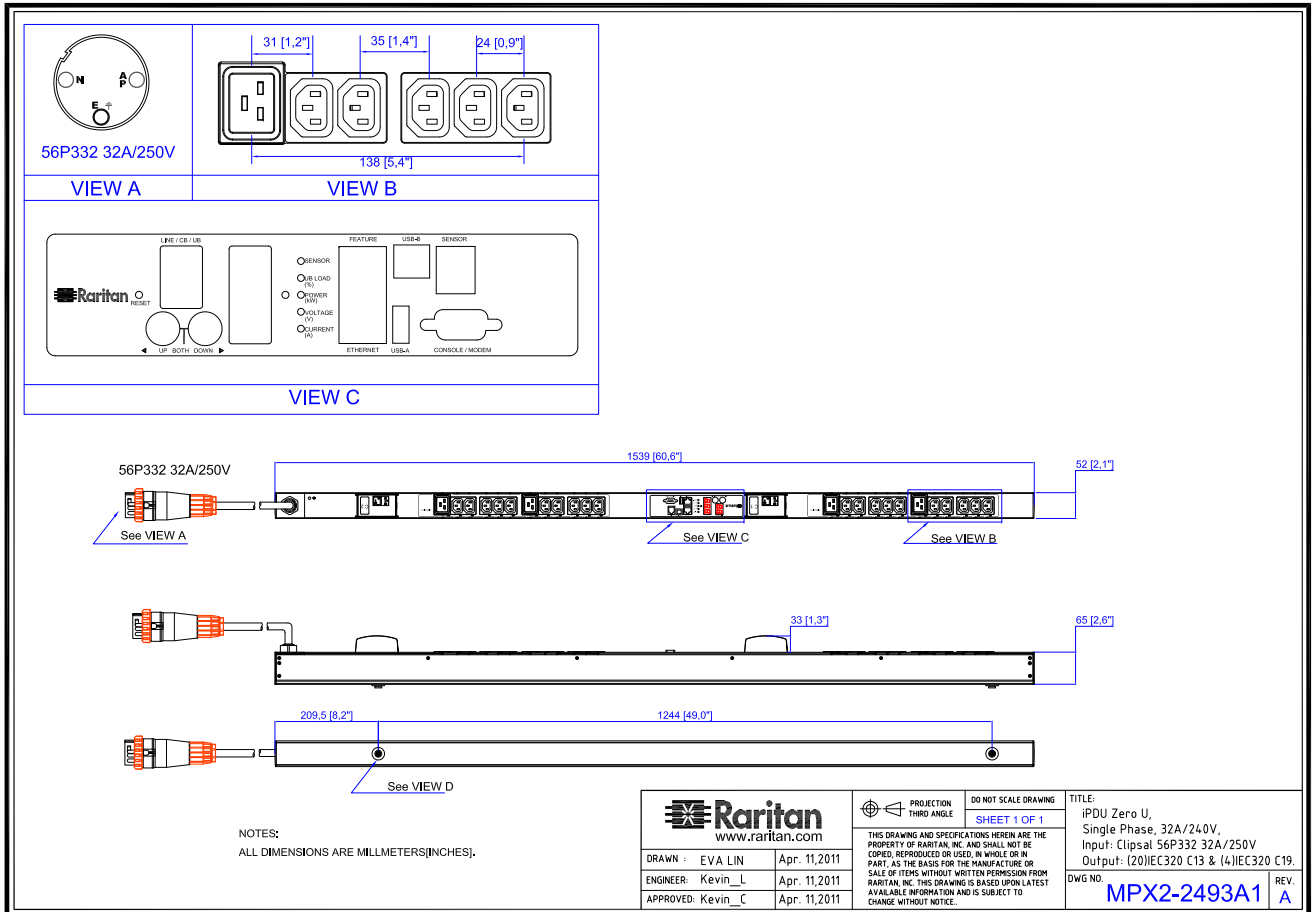 31 [1,2"]
35 [1,4"]
24 [0,9"]
N
A
P
E
56P332 32A/250V
138 [5,4"]
VIEW A
VIEW B
LINE / CB / UB
FEATURE
USB-B
SENSOR
SENSOR
UB LOAD
(%)
Raritan
RESET
POWER
(kW)
VOLTAGE
(V)
CURRENT
(A)
UP BOTH DOWN
ETHERNET
USB-A
CONSOLE / MODEM
VIEW C
56P332 32A/250V
1539 [60,6"]
52 [2,1"]
See VIEW A
See VIEW C
See VIEW B
33 [1,3"]
65 [2,6"]
209,5 [8,2"]
1244 [49,0"]
See VIEW D
NOTES:
ALL DIMENSIONS ARE MILLMETERS[INCHES].
Raritan
www.raritan.com
DRAWN : EVA LIN Apr. 11,2011
ENGINEER: Kevin_L Apr. 11,2011
APPROVED: Kevin_C Apr. 11,2011
PROJECTION
THIRD ANGLE
DO NOT SCALE DRAWING
SHEET 1 OF 1
THIS DRAWING AND SPECIFICATIONS HEREIN ARE THE
PROPERTY OF RARITAN, INC. AND SHALL NOT BE
COPIED, REPRODUCED OR USED, IN WHOLE OR IN
PART, AS THE BASIS FOR THE MANUFACTURE OR
SALE OF ITEMS WITHOUT WRITTEN PERMISSION FROM
RARITAN, INC. THIS DRAWING IS BASED UPON LATEST
AVAILABLE INFORMATION AND IS SUBJECT TO
CHANGE WITHOUT NOTICE..
TITLE:
iPDU Zero U,
Single Phase, 32A/240V,
Input: Clipsal 56P332 32A/250V
Output: (20)IEC320 C13 & (4)IEC320 C19.
DWG NO.
MPX2-2493A1
REV.
A